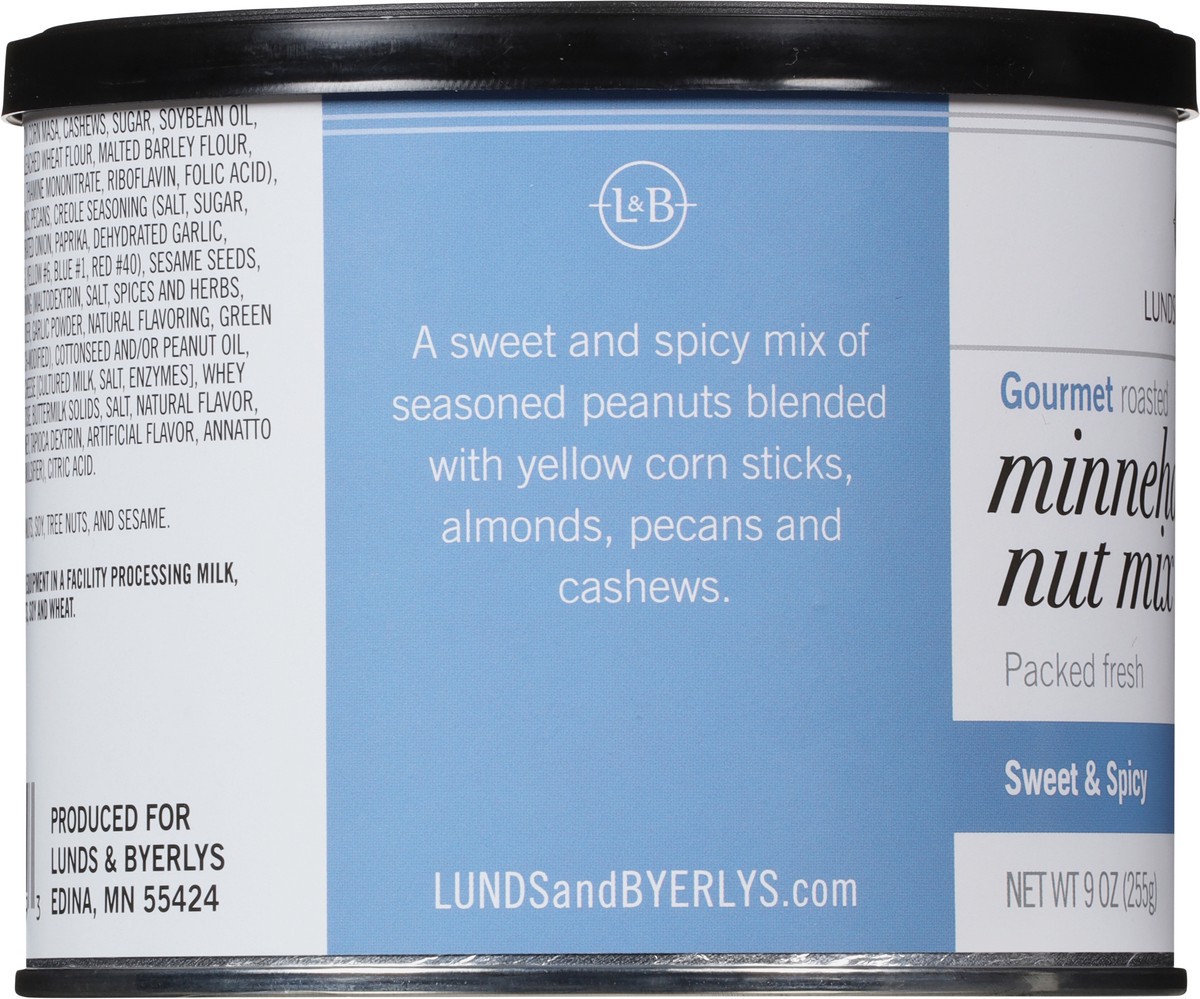 CORN MASA, CASHEWS, SUGAR, SOYBEAN OIL,
WHEAT FLOUR, MALTED BARLEY FLOUR,
MONONITRATE, RIBOFLAVIN, FOLIC ACID),
PECANS, CREOLE SEASONING (SALT, SUGAR,
ONION, PAPRIKA, DEHYDRATED GARLIC,
YELLOW #6, BLUE #1, RED #40), SESAME SEEDS,
MALTODEXTRIN, SALT, SPICES AND HERBS,
GARLIC POWDER, NATURAL FLAVORING, GREEN
COTTONSEED AND/OR PEANUT OIL,
[CULTURED MILK, SALT, ENZYMES], WHEY
BUTTERMILK SOLIDS, SALT, NATURAL FLAVOR,
TAPIOCA DEXTRIN, ARTIFICIAL FLAVOR, ANNATTO
CITRIC ACID.
SOY, TREE NUTS, AND SESAME.
IN A FACILITY PROCESSING MILK,
SOY AND WHEAT.
3
PRODUCED FOR
LUNDS & BYERLYS
EDINA, MN 55424
L&B
A sweet and spicy mix of
seasoned peanuts blended
with yellow corn sticks,
almonds, pecans and
cashews.
LUNDSandBYERLYS.com
LUNDS
Gourmet roasted
nut mix
Packed fresh
Sweet & Spicy
NET WT 9 OZ (255g)